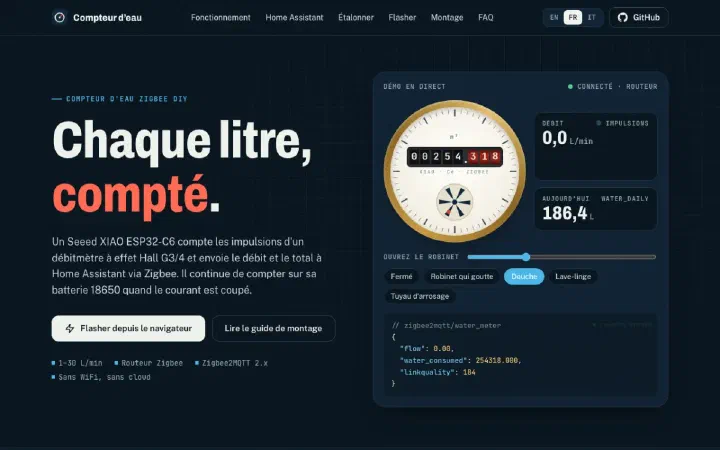 Compteur d'eau
Fonctionnement
Home Assistant
Étalonner
Flasher
Montage
FAQ
EN
FR
IT
GitHub
COMPTEUR D'EAU ZIGBEE DIY
Chaque litre,
compté.
Un Seeed XIAO ESP32-C6 compte les impulsions d'un
débitmètre à effet Hall G3/4 et envoie le débit et le total à
Home Assistant via Zigbee. Il continue de compter sur sa
batterie 18650 quand le courant est coupé.
Flasher depuis le navigateur
Lire le guide de montage
1–30 L/min
Routeur Zigbee
Zigbee2MQTT 2.x
Sans WiFi, sans cloud
DÉMO EN DIRECT
CONNECTÉ · ROUTEUR
m³
00254.318
DÉBIT
IMPULSIONS
0,0 L/min
AUJOURD'HUI
WATER_DAILY
186,4 L
OUVREZ LE ROBINET
Fermé
Robinet qui goutte
Douche
Lave-linge
Tuyau d'arrosage
// zigbee2mqtt/water_meter
{
"flow": 0.00,
"water_consumed": 254318.000,
"linkquality": 184
}